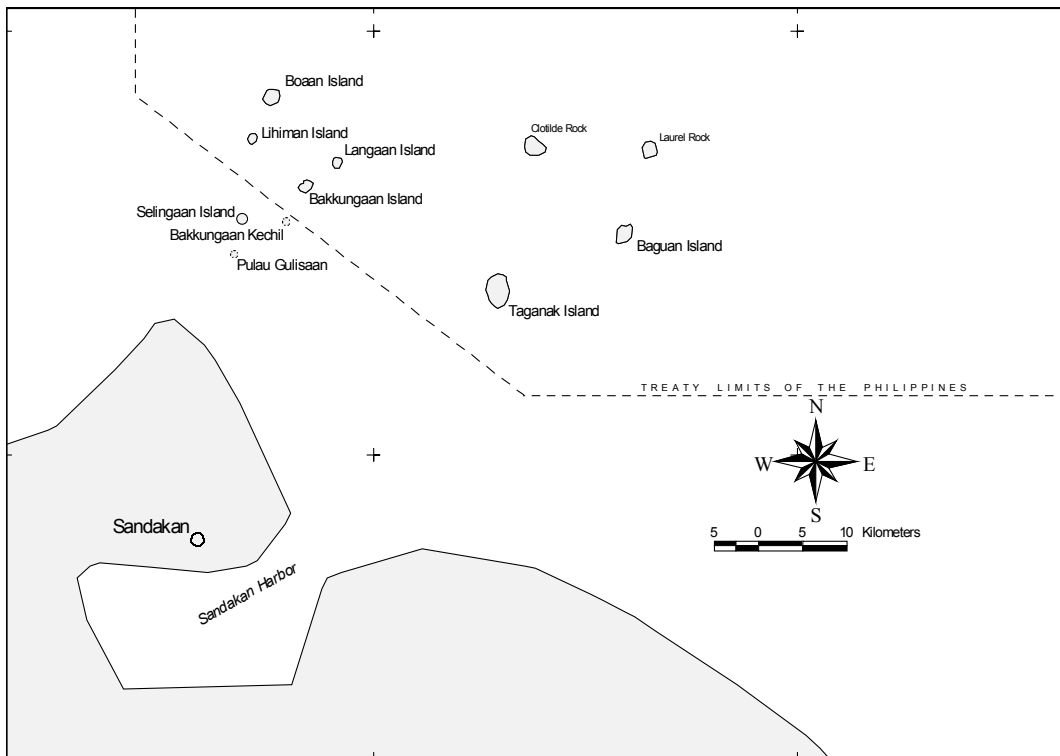 Boaan Island
Lihiman Island
Clotilde Rock
Laurel Rock
Langaan Island
Bakkungaan Island
Selingaan Island
Bakkungaan Kechil
Baguan Island
Pulau Gulisaan
Taganak Island
TREATY LIMITS OF THE PHILIPPINES
N
W E
S
Sandakan
5 0 5 10 Kilometers
Sandakan Harbor